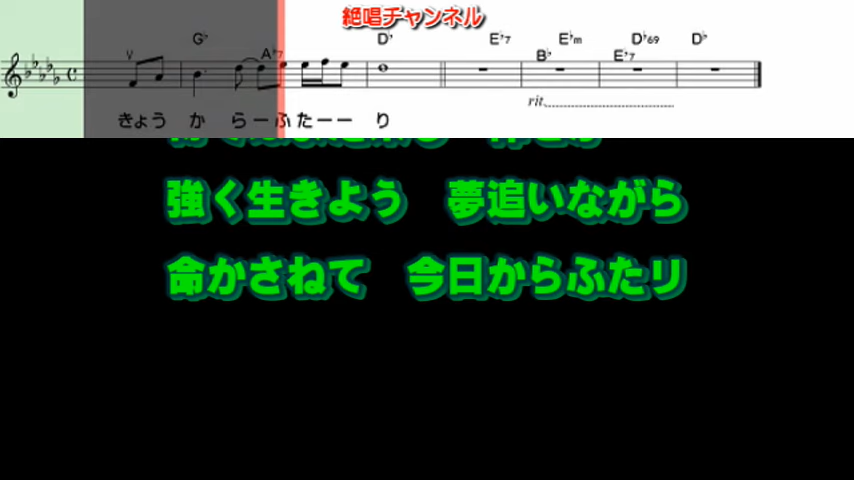 絶唱チャンネル
G♭ D♭ E♭7 E♭m D♭69 D♭
A♭7 B♭ E♭7
rit.
きょう か らーふたーー り
強く生きよう 夢追いながら
命かさねて 今日からふたり